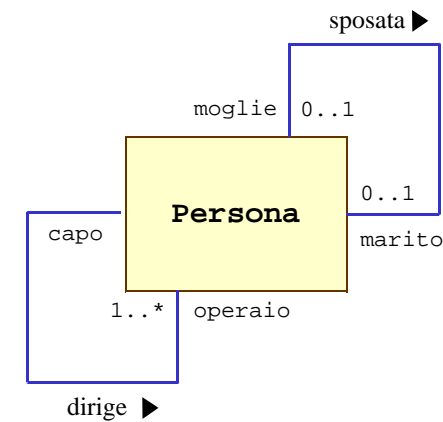 sposata
moglie 0..1
0..1
Persona
capo
marito
1..* operaio
dirige